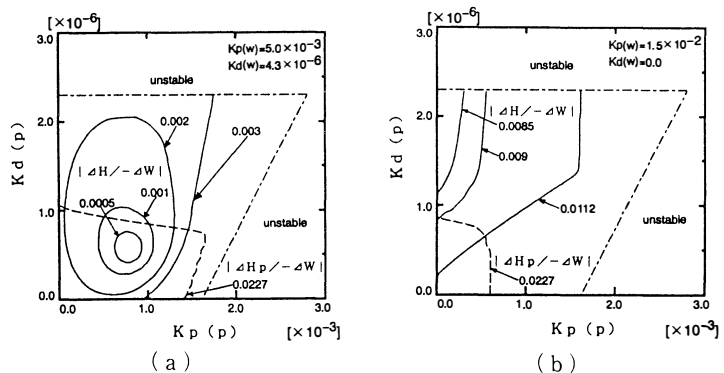 [×10⁻⁶]
3.0
2.0
1.0
0.0
Kd (p)
Kp(w)=5.0×10⁻³
Kd(w)=4.3×10⁻⁶
unstable
0.002
0.003
|⊿H/−⊿W|
0.001
0.0005
unstable
|⊿Hp/−⊿W|
0.0227
0.0
1.0
2.0
3.0
Kp (p)
[×10⁻³]
(a)
[×10⁻⁶]
3.0
2.0
1.0
0.0
Kd (p)
Kp(w)=1.5×10⁻²
Kd(w)=0.0
unstable
|⊿H/−⊿W|
0.0085
0.009
0.0112
unstable
|⊿Hp/−⊿W|
0.0227
0.0
1.0
2.0
3.0
Kp (p)
[×10⁻³]
(b)